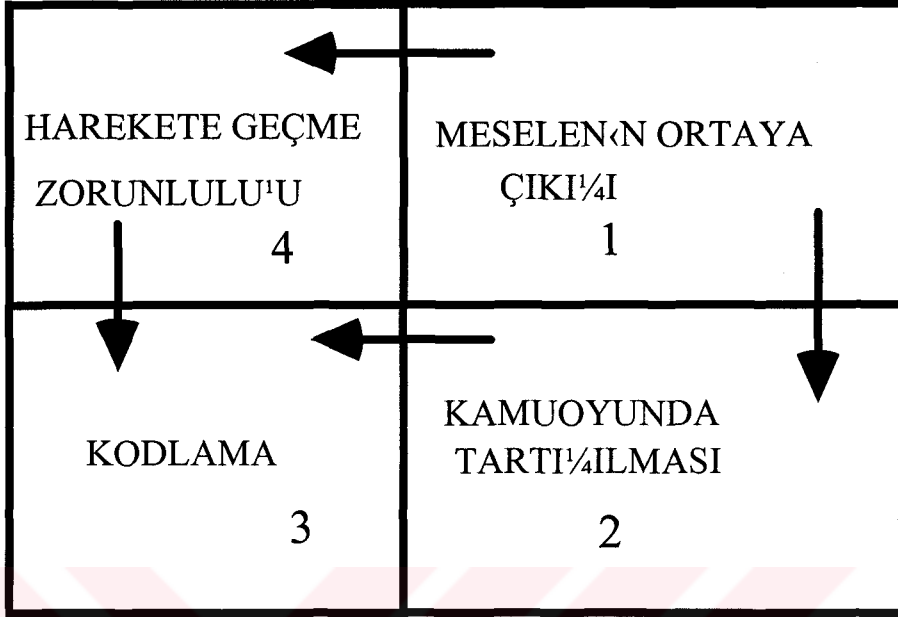 HAREKETE GEÇME
ZORUNLULU¹U
4
MESELEN‹N ORTAYA
ÇIKI¼I
1
KODLAMA
3
KAMUOYUNDA
TARTI¼ILMASI
2